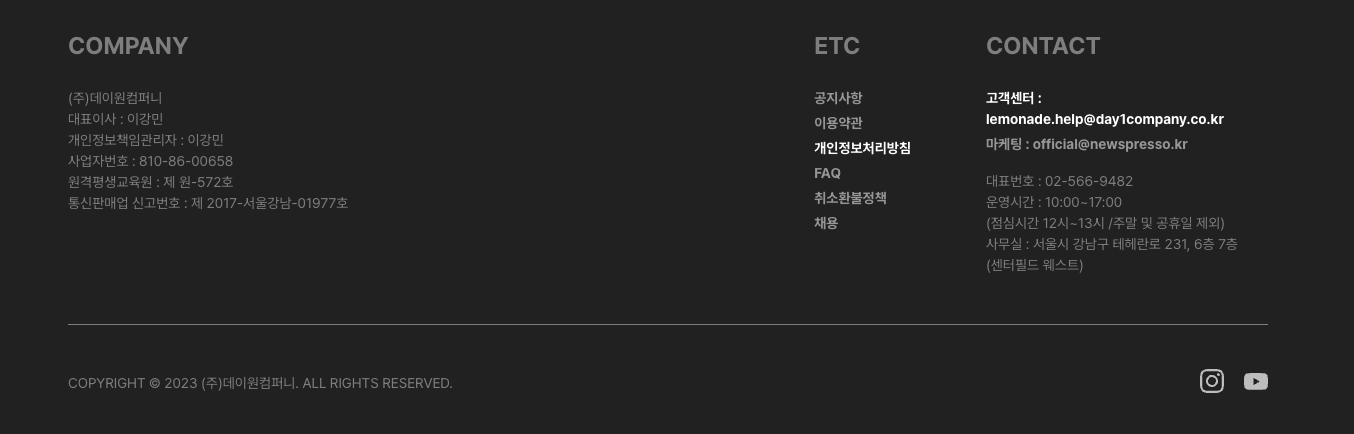 COMPANY
(주)데이원컴퍼니
대표이사 : 이강민
개인정보책임관리자 : 이강민
사업자번호 : 810-86-00658
원격평생교육원 : 제 원-572호
통신판매업 신고번호 : 제 2017-서울강남-01977호
ETC
공지사항
이용약관
개인정보처리방침
FAQ
취소환불정책
채용
CONTACT
고객센터 :
lemonade.help@day1company.co.kr
마케팅 : official@newspresso.kr
대표번호 : 02-566-9482
운영시간 : 10:00~17:00
(점심시간 12시~13시 /주말 및 공휴일 제외)
사무실 : 서울시 강남구 테헤란로 231, 6층 7층
(센터필드 웨스트)
COPYRIGHT © 2023 (주)데이원컴퍼니. ALL RIGHTS RESERVED.